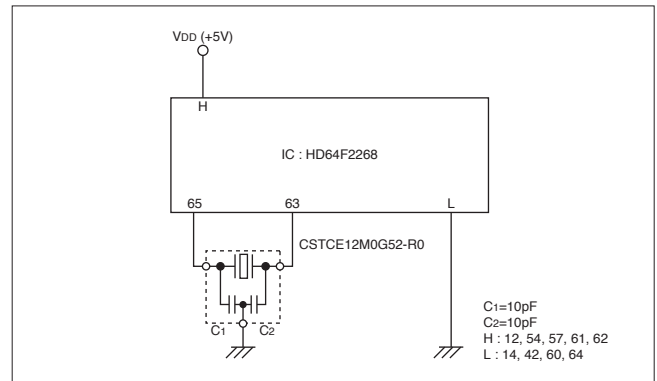 VDD (+5V)
H
IC : HD64F2268
65 63 L
CSTCE12M0G52-R0
C1 C2
C1=10pF
C2=10pF
H : 12, 54, 57, 61, 62
L : 14, 42, 60, 64